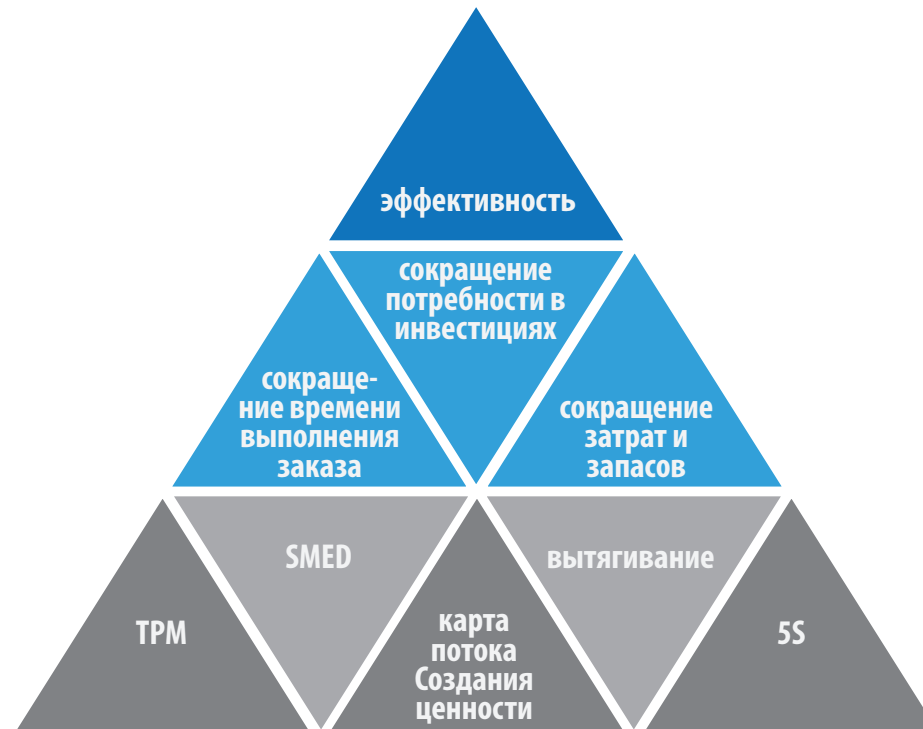 эффективность
сокращение
потребности в
инвестициях
сокраще-
ние времени
выполнения
заказа
сокращение
затрат и
запасов
TPM
SMED
карта
потока
Создания
ценности
вытягивание
5S